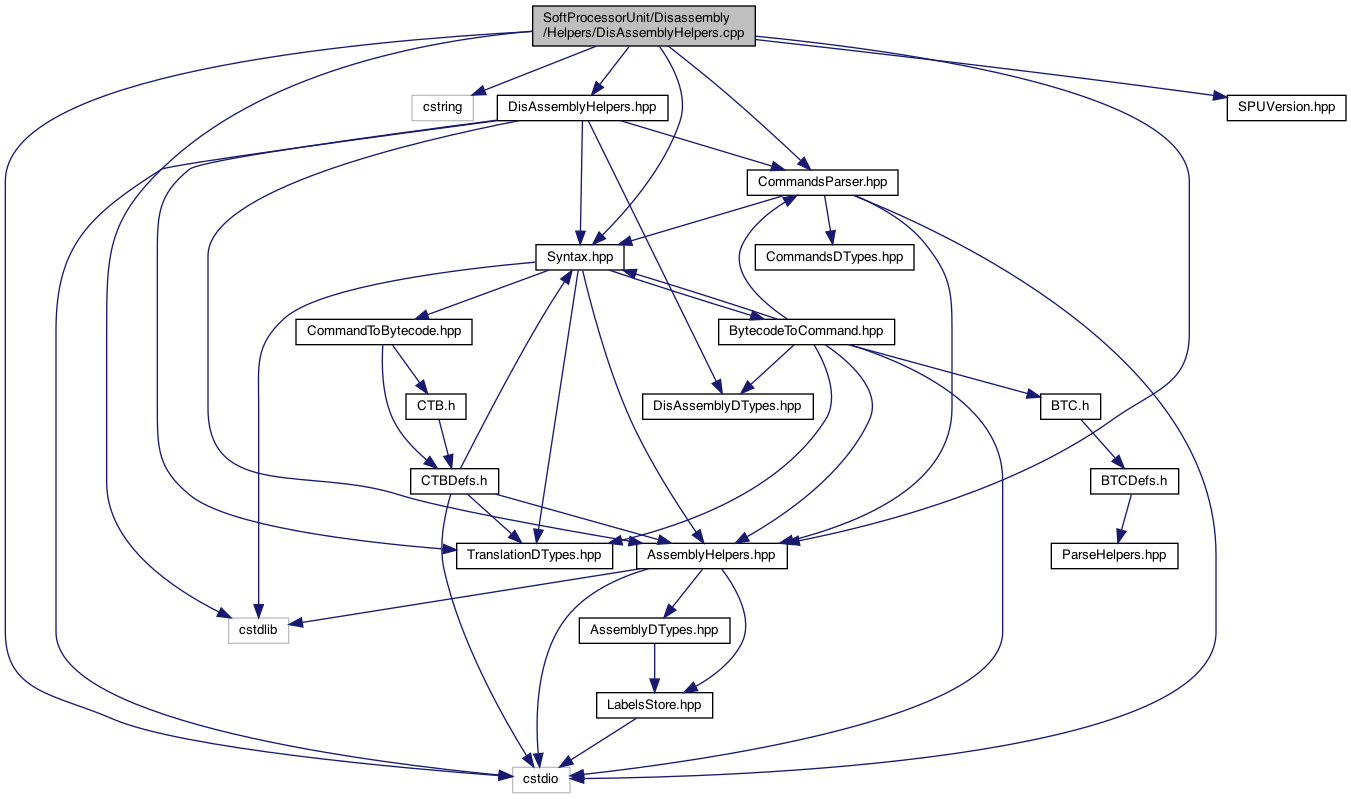 SoftProcessorUnit/Disassembly
/Helpers/DisAssemblyHelpers.cpp
cstring
DisAssemblyHelpers.hpp
SPUVersion.hpp
CommandsParser.hpp
Syntax.hpp
CommandsDTypes.hpp
CommandToBytecode.hpp
BytecodeToCommand.hpp
CTB.h
DisAssemblyDTypes.hpp
BTC.h
CTBDefs.h
BTCDefs.h
TranslationDTypes.hpp
AssemblyHelpers.hpp
ParseHelpers.hpp
cstdlib
AssemblyDTypes.hpp
LabelsStore.hpp
cstdio